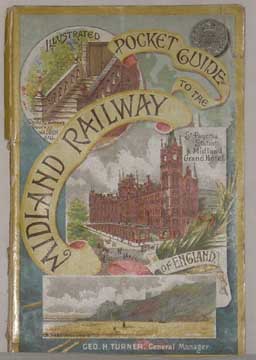 ILLUSTRATED
POCKET GUIDE
TO THE
MIDLAND RAILWAY
St Pancras
Station
& Midland
Grand Hotel
OF ENGLAND
GEO. H. TURNER, General Manager.